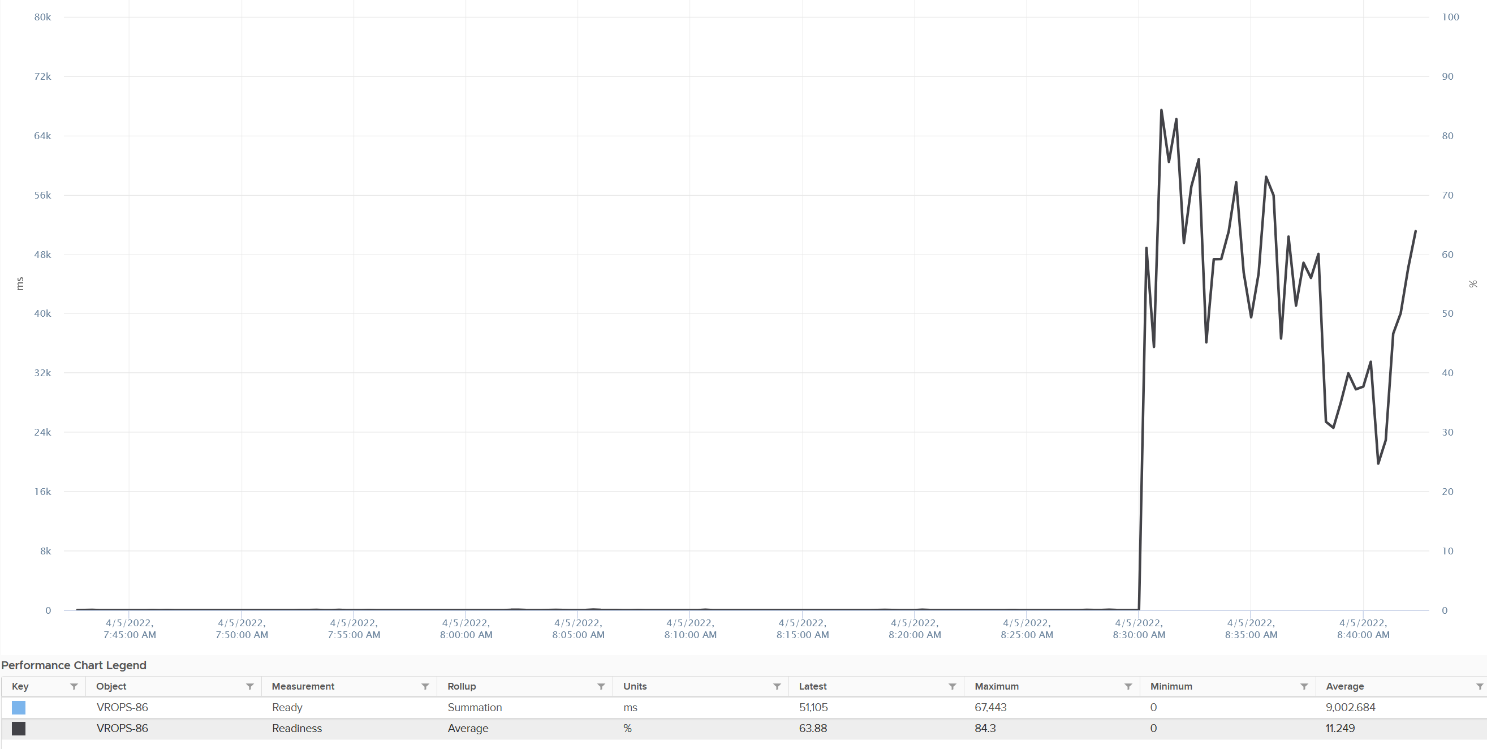 80k 100
72k 90
64k 80
56k 70
48k 60
ms %
40k 50
32k 40
24k 30
16k 20
8k 10
0 0
4/5/2022, 4/5/2022, 4/5/2022, 4/5/2022, 4/5/2022, 4/5/2022, 4/5/2022, 4/5/2022, 4/5/2022, 4/5/2022, 4/5/2022, 4/5/2022,
7:45:00 AM 7:50:00 AM 7:55:00 AM 8:00:00 AM 8:05:00 AM 8:10:00 AM 8:15:00 AM 8:20:00 AM 8:25:00 AM 8:30:00 AM 8:35:00 AM 8:40:00 AM
Performance Chart Legend
Key Object Measurement Rollup Units Latest Maximum Minimum Average
VROPS-86 Ready Summation ms 51,105 67,443 0 9,002.684
VROPS-86 Readiness Average % 63.88 84.3 0 11.249